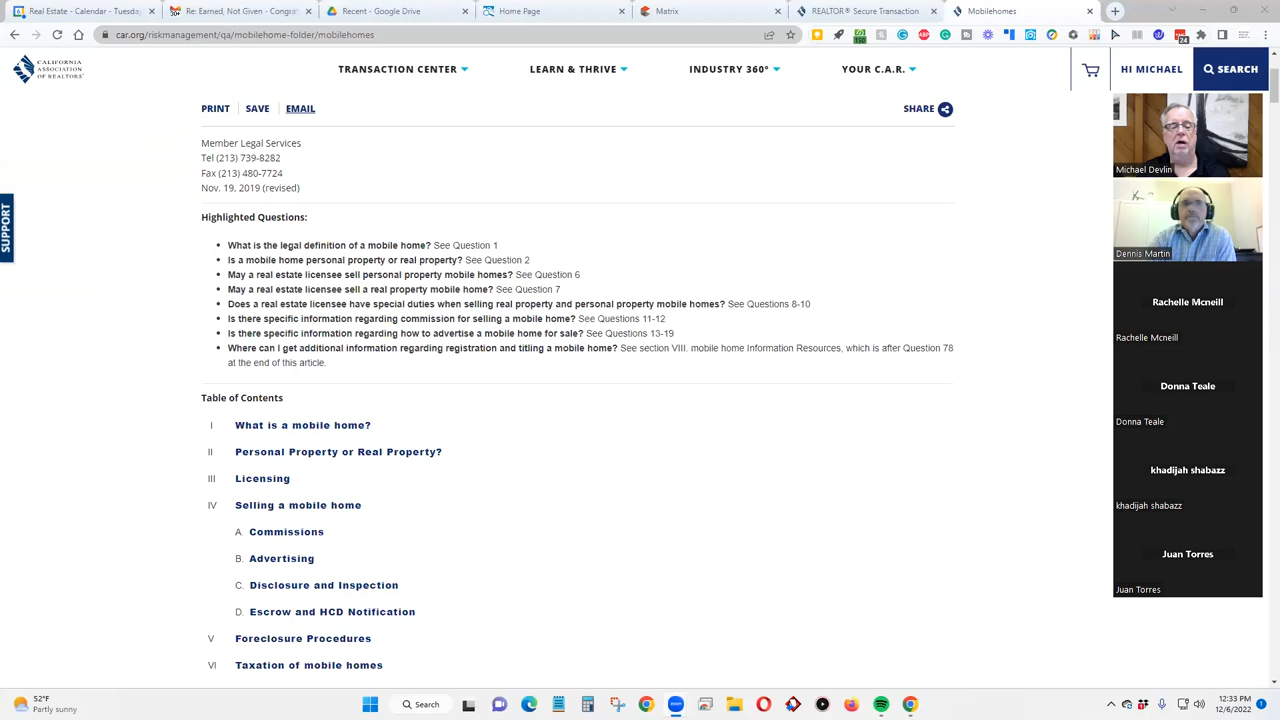 Real Estate - Calendar - Tuesday
Re: Earned, Not Given - Congrat
Recent - Google Drive
Home Page
Matrix
REALTOR® Secure Transaction
Mobilehomes
car.org/riskmanagement/qa/mobilehome-folder/mobilehomes
CALIFORNIA
ASSOCIATION
OF REALTORS®
TRANSACTION CENTER
LEARN & THRIVE
INDUSTRY 360°
YOUR C.A.R.
HI MICHAEL
SEARCH
PRINT
SAVE
EMAIL
SHARE
Member Legal Services
Tel (213) 739-8282
Fax (213) 480-7724
Nov. 19, 2019 (revised)
SUPPORT
Highlighted Questions:
• What is the legal definition of a mobile home? See Question 1
• Is a mobile home personal property or real property? See Question 2
• May a real estate licensee sell personal property mobile homes? See Question 6
• May a real estate licensee sell a real property mobile home? See Question 7
• Does a real estate licensee have special duties when selling real property and personal property mobile homes? See Questions 8-10
• Is there specific information regarding commission for selling a mobile home? See Questions 11-12
• Is there specific information regarding how to advertise a mobile home for sale? See Questions 13-19
• Where can I get additional information regarding registration and titling a mobile home? See section VIII. mobile home Information Resources, which is after Question 78
at the end of this article.
Table of Contents
I What is a mobile home?
II Personal Property or Real Property?
III Licensing
IV Selling a mobile home
A. Commissions
B. Advertising
C. Disclosure and Inspection
D. Escrow and HCD Notification
V Foreclosure Procedures
VI Taxation of mobile homes
Michael Devlin
Dennis Martin
Rachelle Mcneill
Rachelle Mcneill
Donna Teale
Donna Teale
khadijah shabazz
khadijah shabazz
Juan Torres
Juan Torres
52°F
Partly sunny
Search
12:33 PM
12/6/2022